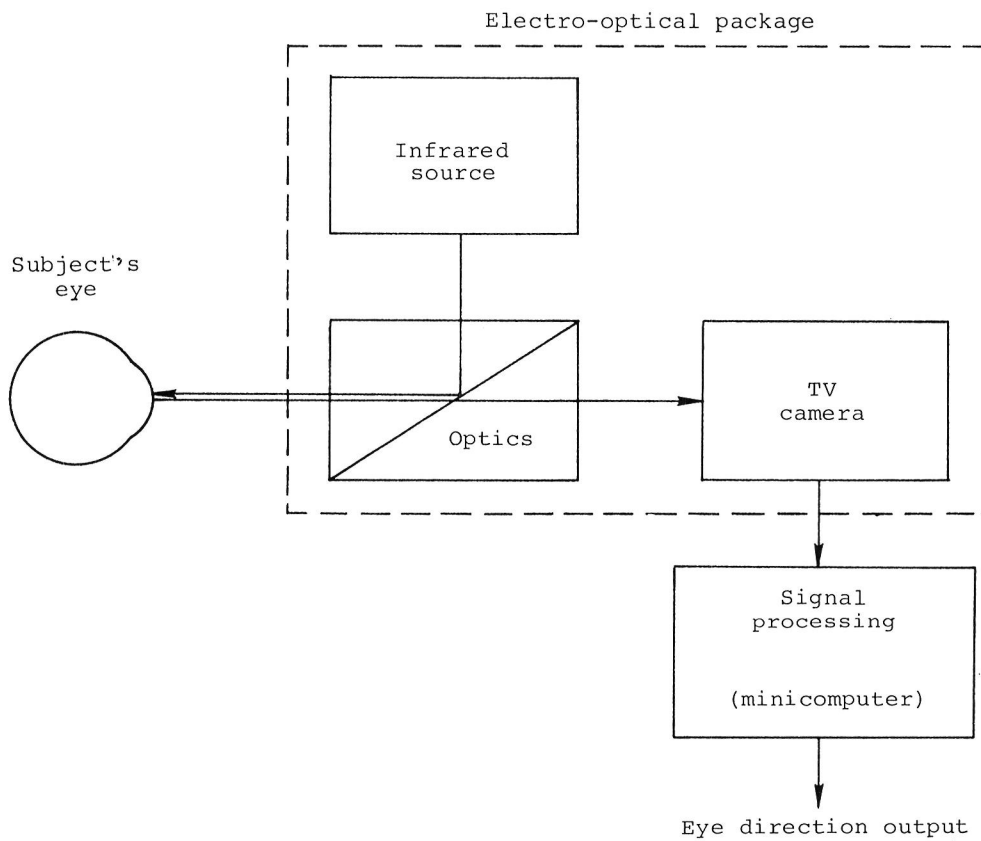 Electro-optical package
Infrared
source
Subject's
eye
Optics
TV
camera
Signal
processing
(minicomputer)
Eye direction output